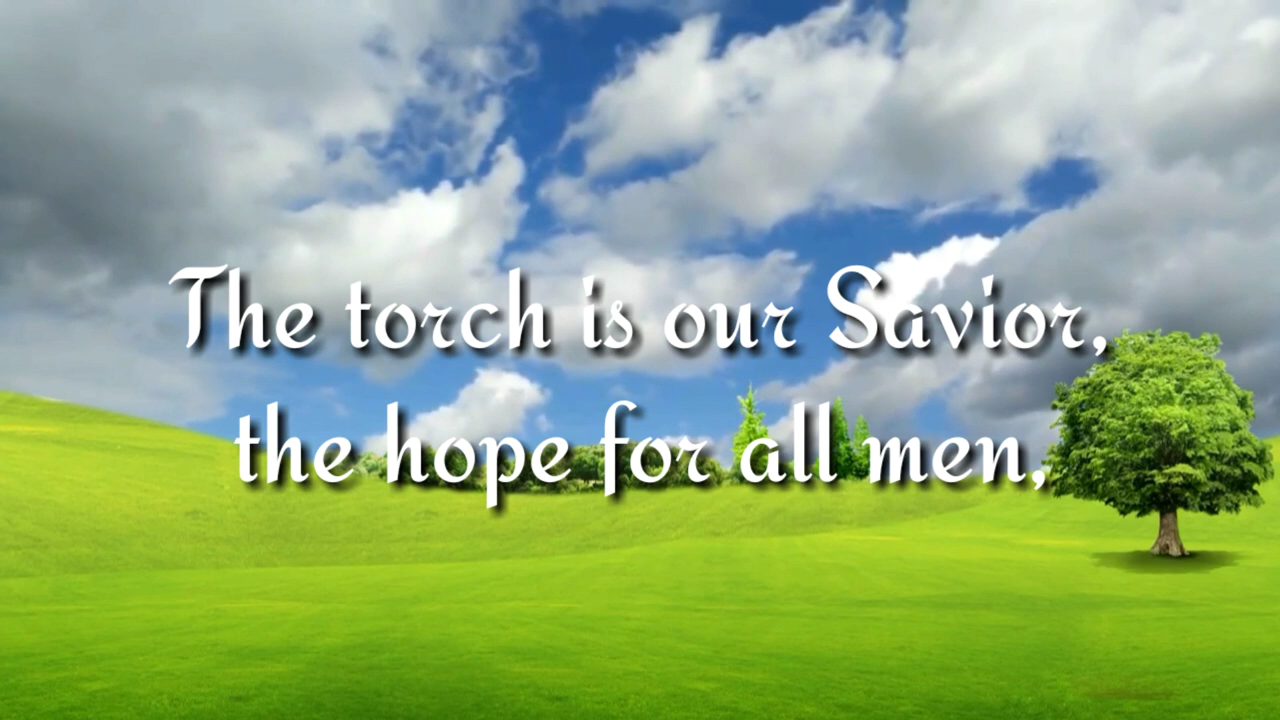 The torch is our Savior,
the hope for all men,